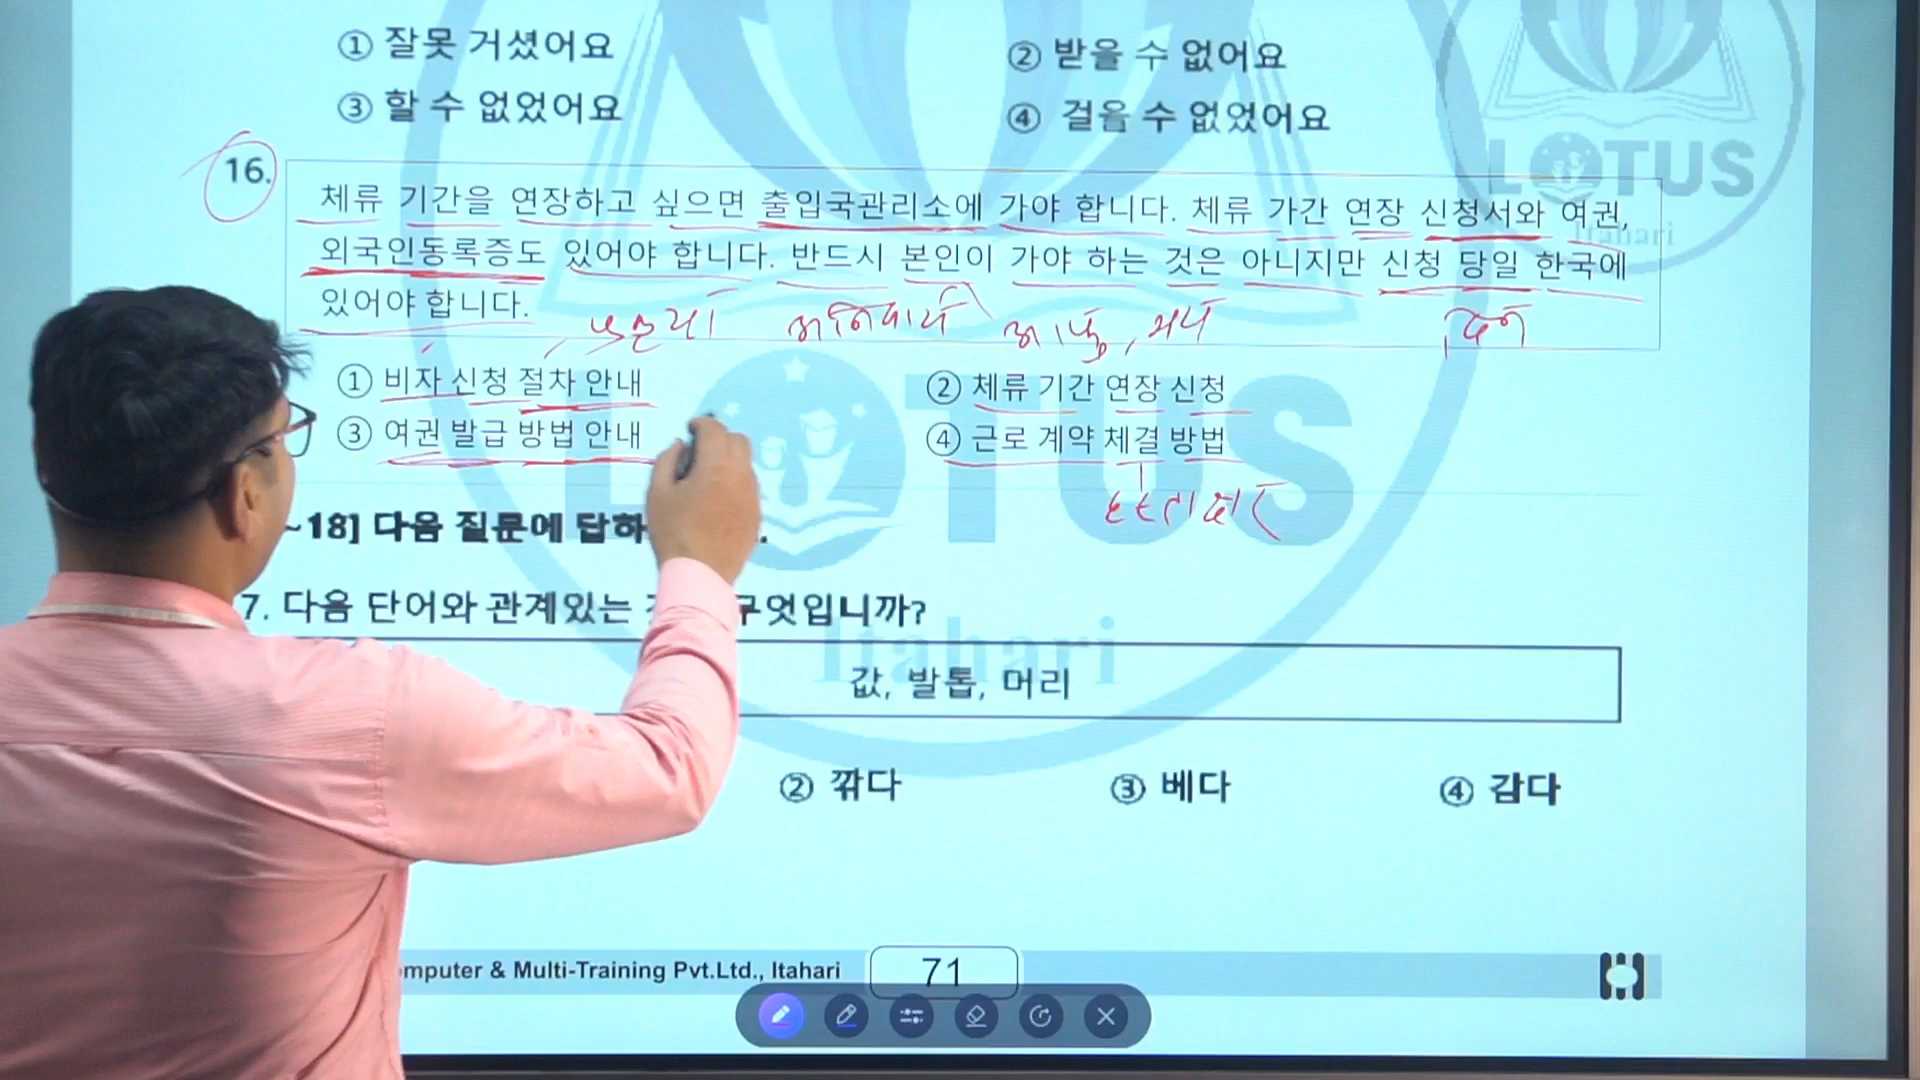 ① 잘못 거셨어요
② 받을 수 없어요
③ 할 수 없었어요
④ 걸음 수 없었어요
LOTUS
Itahari
16.
체류 기간을 연장하고 싶으면 출입국관리소에 가야 합니다. 체류 가간 연장 신청서와 여권,
외국인동록증도 있어야 합니다. 반드시 본인이 가야 하는 것은 아니지만 신청 당일 한국에
있어야 합니다.
अनिवार्य
① 비자 신청 절차 안내
② 체류 기간 연장 신청
③ 여권 발급 방법 안내
④ 근로 계약 체결 방법
LOTUS
~18] 다음 질문에 답하
7. 다음 단어와 관계있는 무엇입니까?
Itahari
값, 발톱, 머리
② 깎다
③ 베다
④ 감다
mputer & Multi-Training Pvt.Ltd., Itahari
71